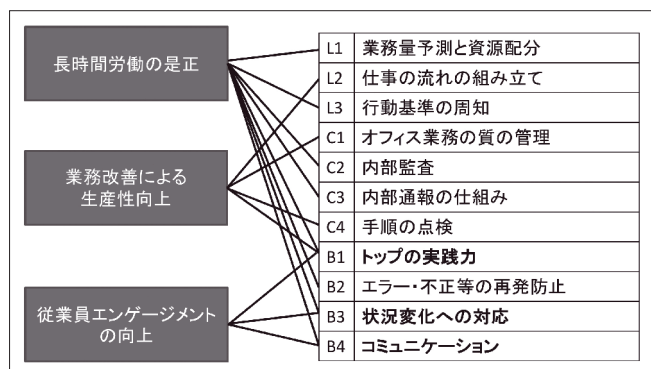 長時間労働の是正
業務改善による
生産性向上
従業員エンゲージメント
の向上
L1 業務量予測と資源配分
L2 仕事の流れの組み立て
L3 行動基準の周知
C1 オフィス業務の質の管理
C2 内部監査
C3 内部通報の仕組み
C4 手順の点検
B1 トップの実践力
B2 エラー・不正等の再発防止
B3 状況変化への対応
B4 コミュニケーション